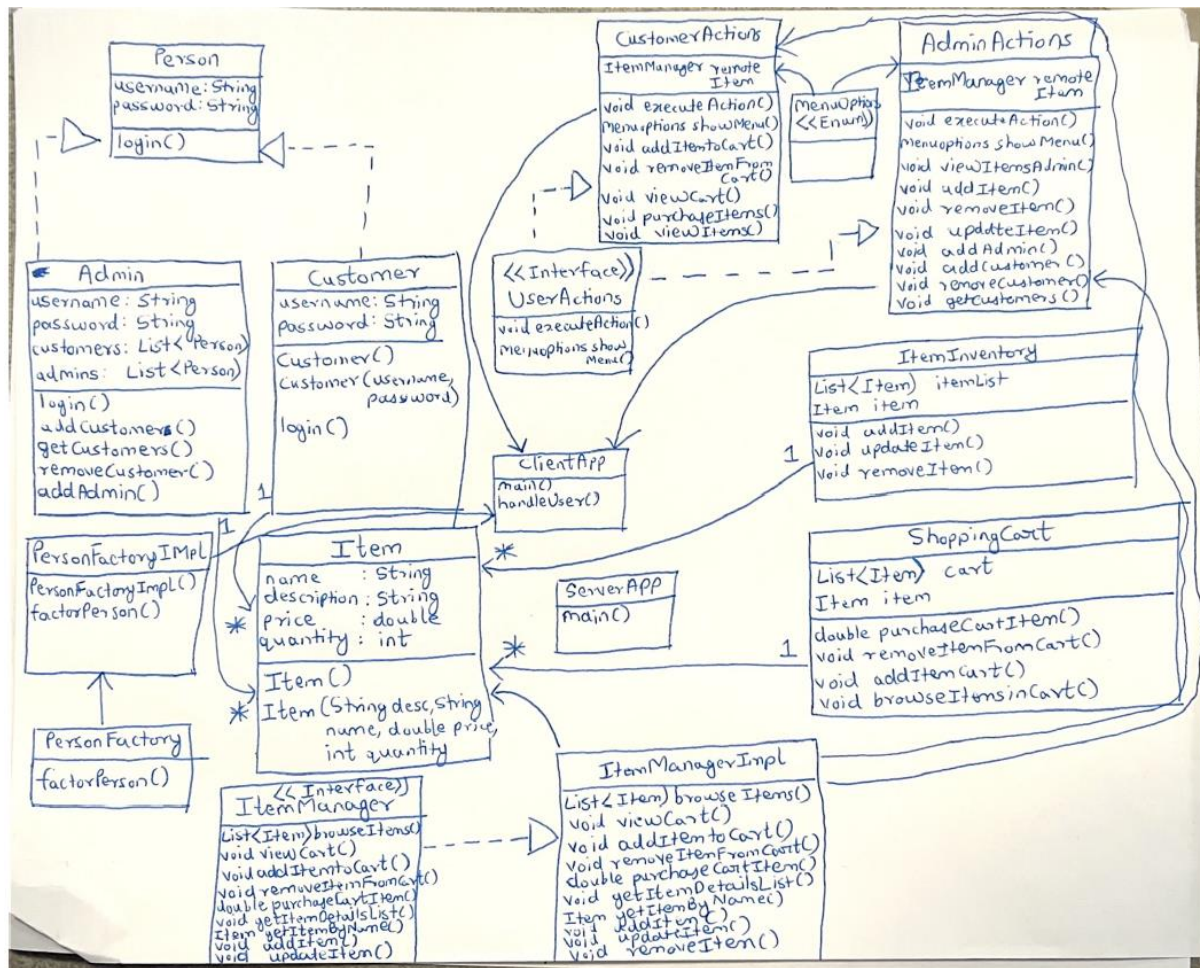 Person
username: String
password: String
login()
CustomerActions
ItemManager remote
Item
void executeAction()
menuoptions showMenu()
void addItemtoCart()
void removeItemFrom
Cart()
void viewCart()
void purchaseItems()
void viewItems()
menuOptions
<<Enum>>
AdminActions
ItemManager remote
Item
void executeAction()
menuoptions showMenu()
void viewItemsAdmin()
void addItem()
void removeItem()
void updateItem()
void addAdmin()
void addCustomer()
void removeCustomer()
void getCustomers()
Admin
username: String
password: String
customers: List<Person>
admins: List<Person>
login()
addCustomers()
getCustomers()
removeCustomer()
addAdmin()
Customer
username: String
password: String
Customer()
Customer(username,
password)
login()
<<Interface>>
UserActions
void executeAction()
menuoptions show
Menu()
ItemInventory
List<Item> itemList
Item item
void addItem()
void updateItem()
void removeItem()
ClientApp
main()
handleUser()
1
1
1
PersonFactoryIMpl
PersonFactoryImpl()
factorPerson()
Item
name : String
description : String
price : double
quantity : int
Item()
Item(String desc, String
name, double price,
int quantity
*
*
*
*
ServerAPP
main()
ShoppingCart
List<Item> cart
Item item
double purchaseCartItem()
void removeItemFromCart()
void addItemCart()
void browseItemsinCart()
1
PersonFactory
factorPerson()
<<Interface>>
ItemManager
List<Item>browseItems()
void viewCart()
void addItemtoCart()
void removeItemFromCart()
double purchaseCartItem()
void getItemDetailsList()
Item getItemByName()
void addItem()
void updateItem()
ItemManagerImpl
List<Item>browseItems()
void viewCart()
void addItemtoCart()
void removeItemFromCart()
double purchaseCartItem()
void getItemDetailsList()
Item getItemByName()
void addItem()
void updateItem()
void removeItem()